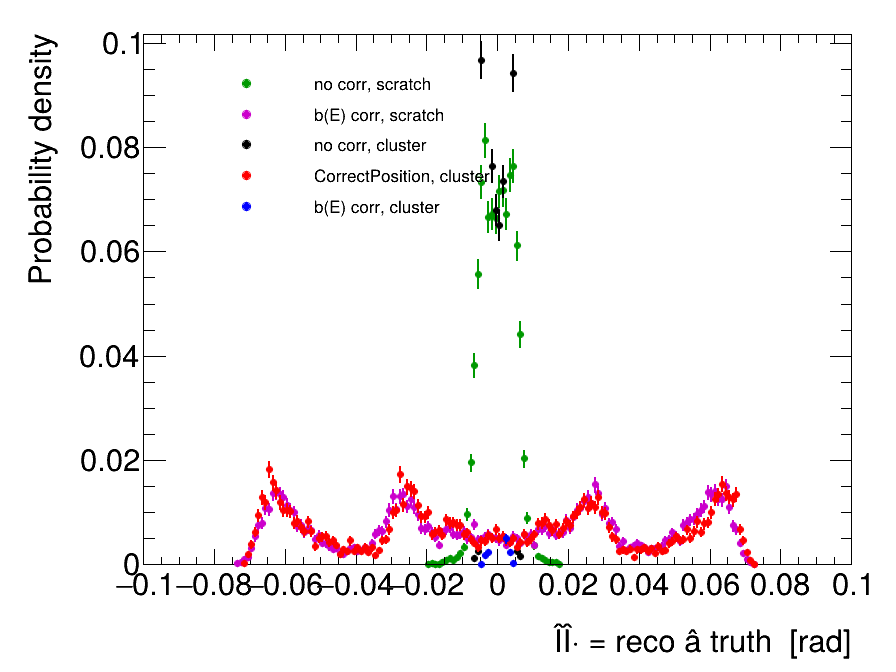 Probability density
0.1
0.08
0.06
0.04
0.02
0
no corr, scratch
b(E) corr, scratch
no corr, cluster
CorrectPosition, cluster
b(E) corr, cluster
−0.1 −0.08 −0.06 −0.04 −0.02 0 0.02 0.04 0.06 0.08 0.1
ÎÎ· = reco â truth [rad]